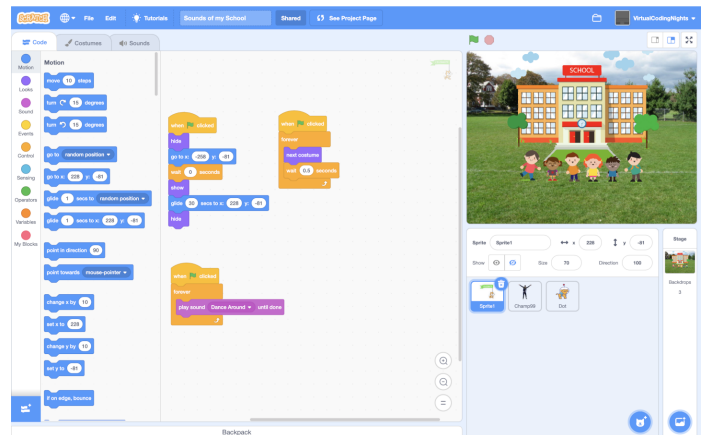 SCRATCH
File
Edit
Tutorials
Sounds of my School
Shared
See Project Page
VirtualCodingNights
Code
Costumes
Sounds
Motion
Looks
Sound
Events
Control
Sensing
Operators
Variables
My Blocks
Motion
move 10 steps
turn 15 degrees
turn 15 degrees
go to random position
go to x: 228 y: -81
glide 1 secs to random position
glide 1 secs to x: 228 y: -81
point in direction 90
point towards mouse-pointer
change x by 10
set x to 228
change y by 10
set y to -81
if on edge, bounce
when clicked
hide
go to x: -258 y: -81
wait 0 seconds
show
glide 30 secs to x: 228 y: -81
hide
when clicked
forever
next costume
wait 0.5 seconds
when clicked
forever
play sound Dance Around until done
Backpack
SCHOOL
Sprite Sprite1 x 228 y -81
Show Size 70 Direction 100
Sprite1
Champ99
Dot
Stage
Backdrops
3